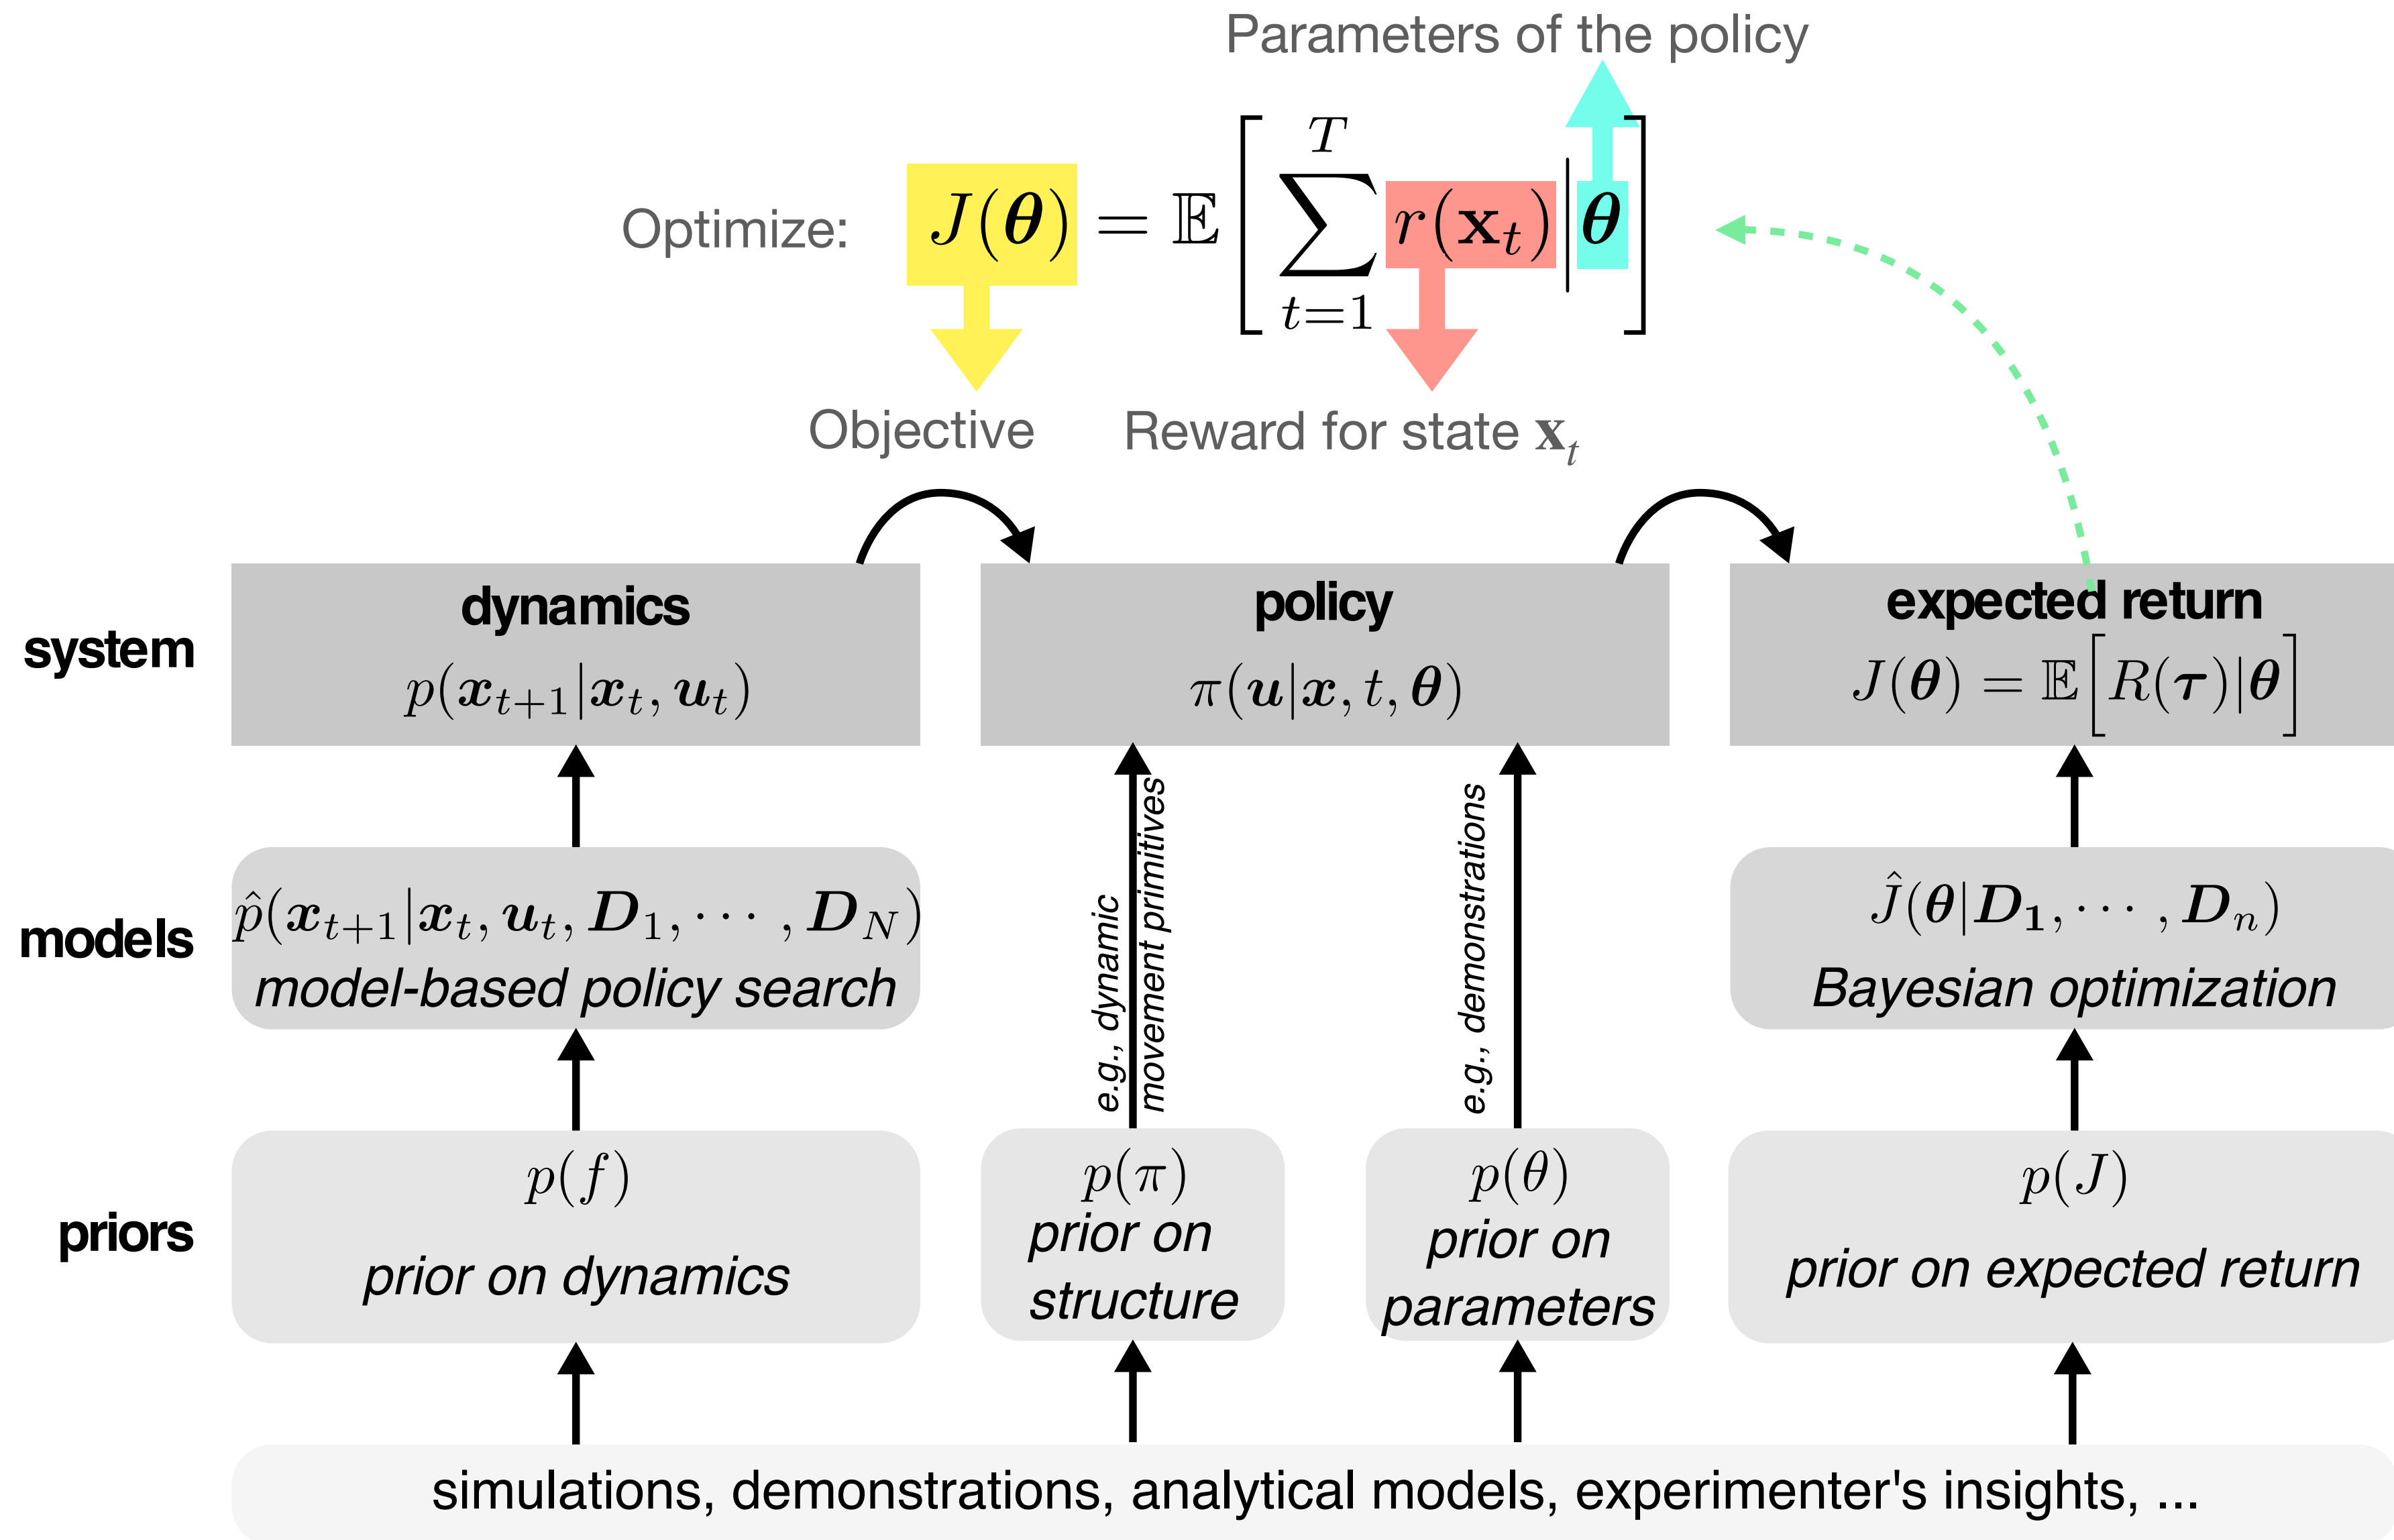 Parameters of the policy
Optimize: J(θ) = 𝔼[ ∑_{t=1}^{T} r(𝐱_t) | θ ]
Objective
Reward for state 𝐱_t
system
dynamics
p(x_{t+1}|x_t, u_t)
policy
π(u|x, t, θ)
expected return
J(θ) = 𝔼[R(τ)|θ]
models
p̂(x_{t+1}|x_t, u_t, D_1, ⋯ , D_N)
model-based policy search
e.g., dynamic
movement primitives
e.g., demonstrations
Ĵ(θ|D_1, ⋯ , D_n)
Bayesian optimization
priors
p(f)
prior on dynamics
p(π)
prior on
structure
p(θ)
prior on
parameters
p(J)
prior on expected return
simulations, demonstrations, analytical models, experimenter's insights, ...